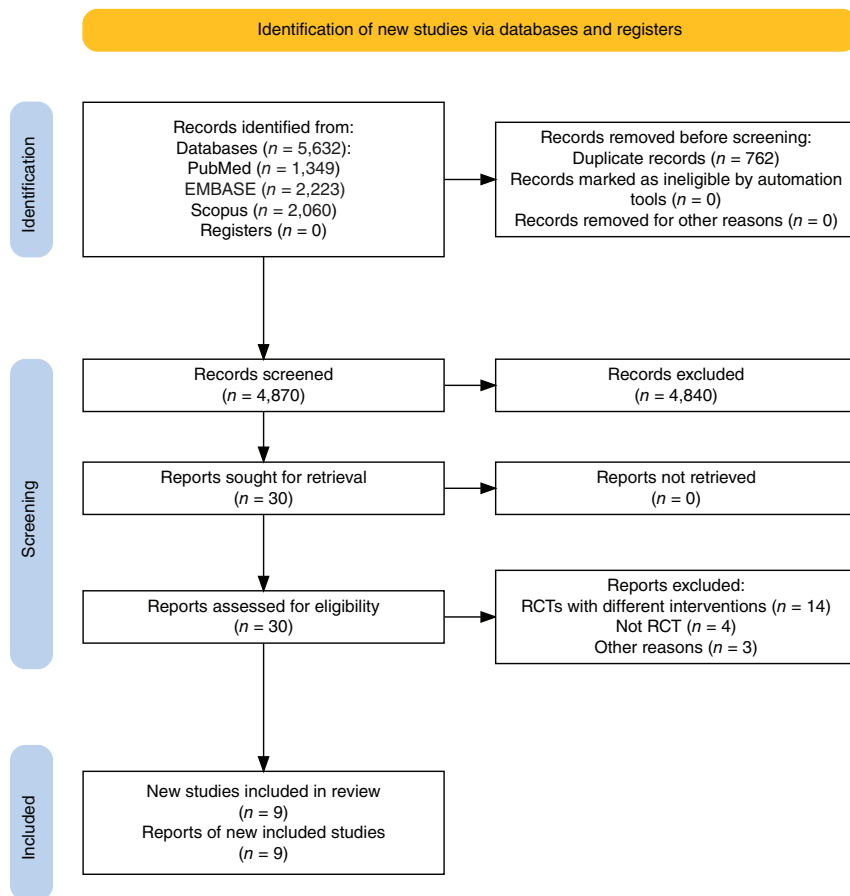 Identification of new studies via databases and registers
Identification
Records identified from:
Databases (n = 5,632):
PubMed (n = 1,349)
EMBASE (n = 2,223)
Scopus (n = 2,060)
Registers (n = 0)
Records removed before screening:
Duplicate records (n = 762)
Records marked as ineligible by automation
tools (n = 0)
Records removed for other reasons (n = 0)
Screening
Records screened
(n = 4,870)
Records excluded
(n = 4,840)
Reports sought for retrieval
(n = 30)
Reports not retrieved
(n = 0)
Reports assessed for eligibility
(n = 30)
Reports excluded:
RCTs with different interventions (n = 14)
Not RCT (n = 4)
Other reasons (n = 3)
Included
New studies included in review
(n = 9)
Reports of new included studies
(n = 9)